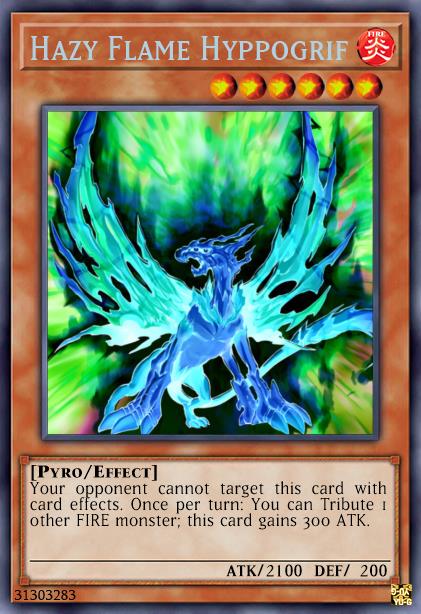 Hazy Flame Hyppogrif
FIRE
炎
[Pyro/Effect]
Your opponent cannot target this card with
card effects. Once per turn: You can Tribute 1
other FIRE monster; this card gains 300 ATK.
ATK/2100 DEF/ 200
31303283